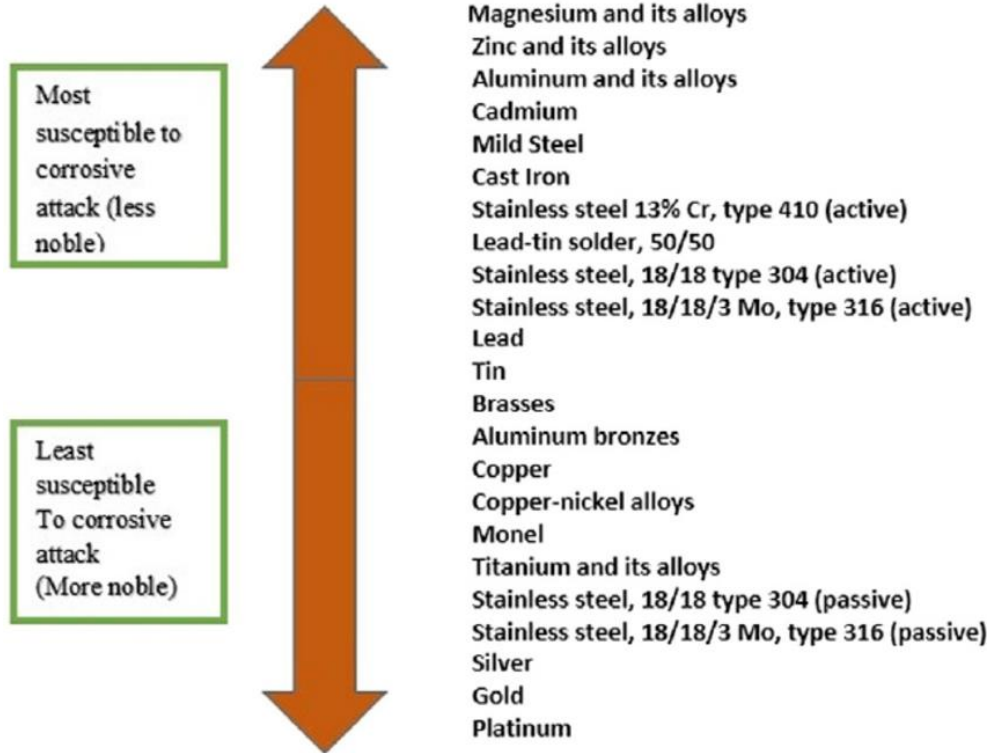 Most
susceptible to
corrosive
attack (less
noble)
Least
susceptible
To corrosive
attack
(More noble)
Magnesium and its alloys
Zinc and its alloys
Aluminum and its alloys
Cadmium
Mild Steel
Cast Iron
Stainless steel 13% Cr, type 410 (active)
Lead-tin solder, 50/50
Stainless steel, 18/18 type 304 (active)
Stainless steel, 18/18/3 Mo, type 316 (active)
Lead
Tin
Brasses
Aluminum bronzes
Copper
Copper-nickel alloys
Monel
Titanium and its alloys
Stainless steel, 18/18 type 304 (passive)
Stainless steel, 18/18/3 Mo, type 316 (passive)
Silver
Gold
Platinum